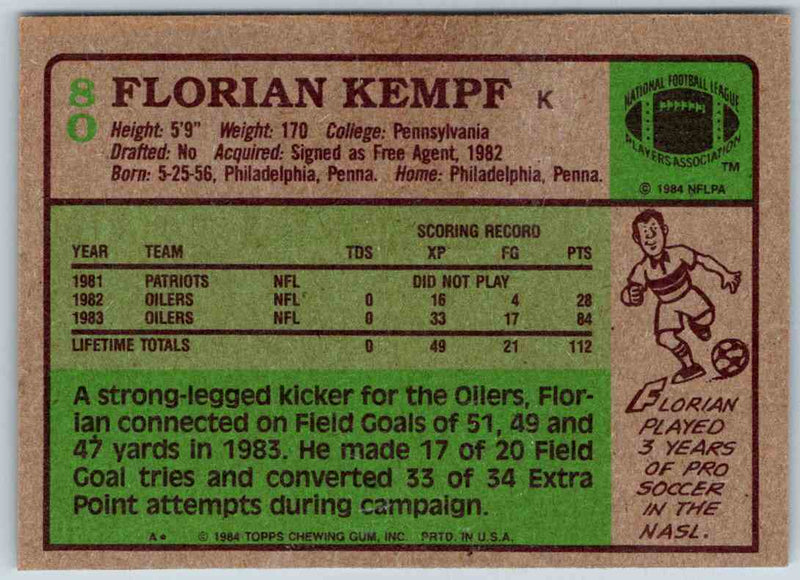 80 FLORIAN KEMPF K
Height: 5'9" Weight: 170 College: Pennsylvania
Drafted: No Acquired: Signed as Free Agent, 1982
Born: 5-25-56, Philadelphia, Penna. Home: Philadelphia, Penna.
NATIONAL FOOTBALL LEAGUE
PLAYERS ASSOCIATION
TM
© 1984 NFLPA
SCORING RECORD
YEAR TEAM TDS XP FG PTS
1981 PATRIOTS NFL DID NOT PLAY
1982 OILERS NFL 0 16 4 28
1983 OILERS NFL 0 33 17 84
LIFETIME TOTALS 0 49 21 112
A strong-legged kicker for the Oilers, Flor-
ian connected on Field Goals of 51, 49 and
47 yards in 1983. He made 17 of 20 Field
Goal tries and converted 33 of 34 Extra
Point attempts during campaign.
FLORIAN
PLAYED
3 YEARS
OF PRO
SOCCER
IN THE
NASL.
A* © 1984 TOPPS CHEWING GUM, INC. PRTD. IN U.S.A.